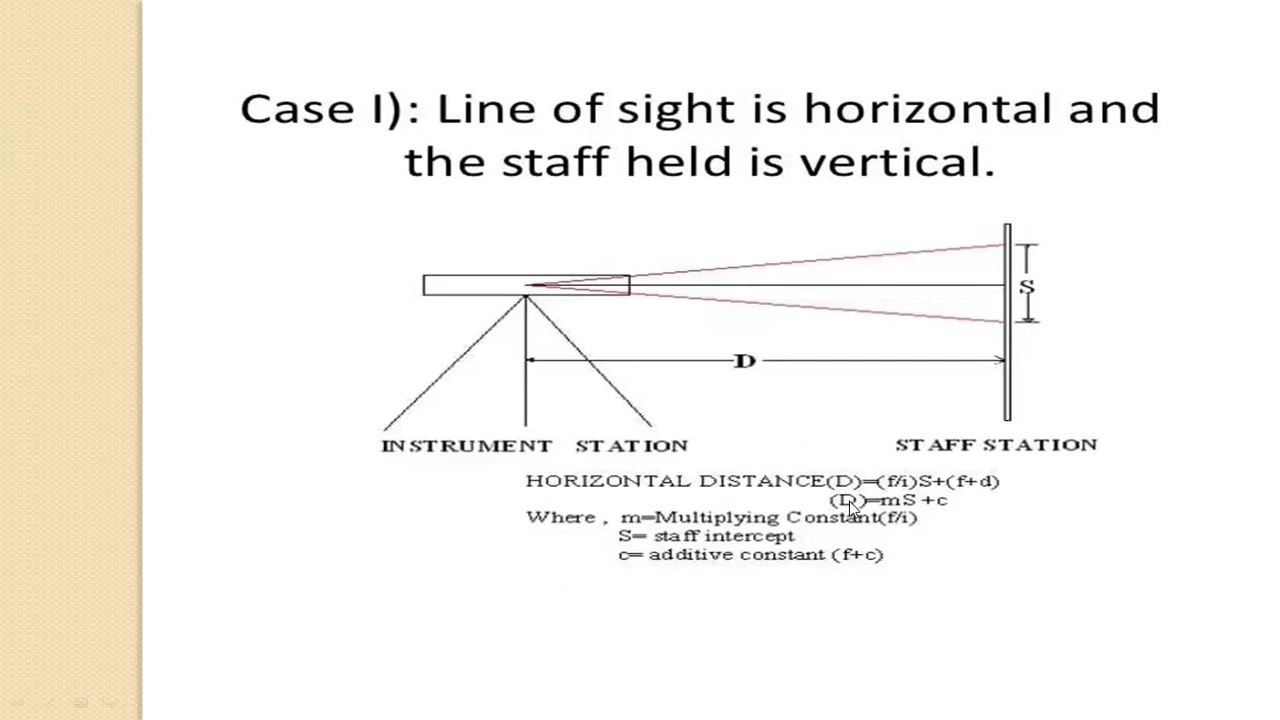 Case I): Line of sight is horizontal and
the staff held is vertical.
S
D
INSTRUMENT STATION
STAFF STATION
HORIZONTAL DISTANCE(D)=(f/i)S+(f+d)
(D)=mS +c
Where , m=Multiplying Constant(f/i)
S= staff intercept
c= additive constant (f+c)